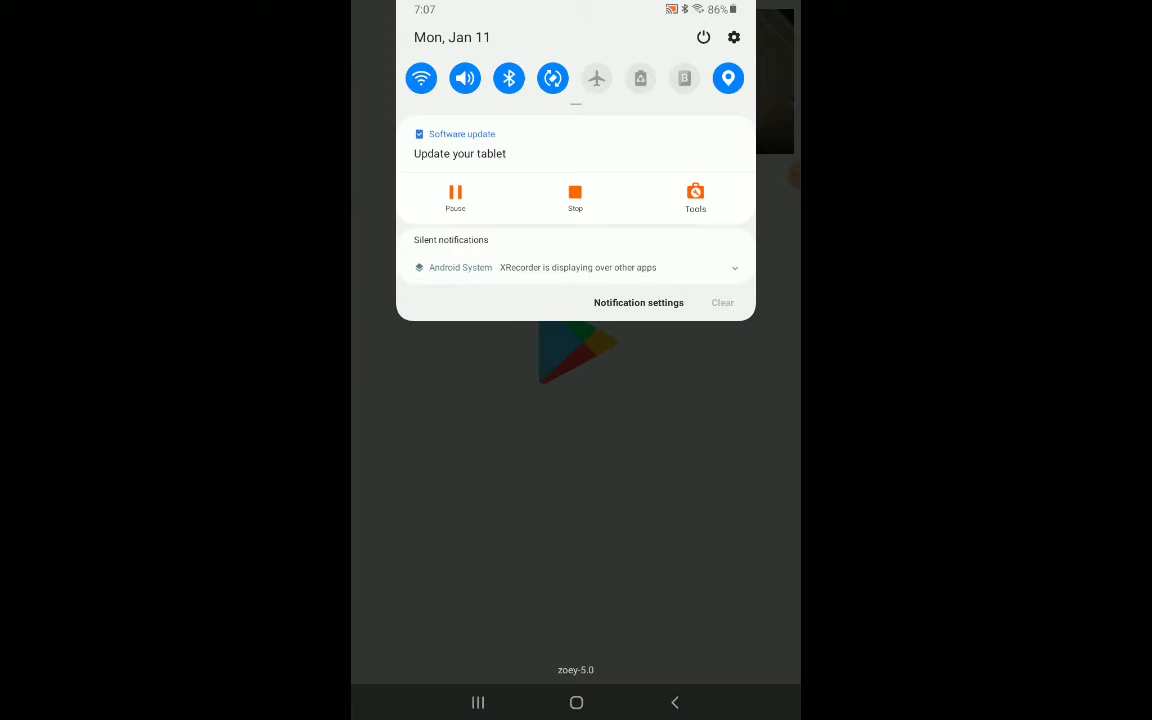 7:07
86%
Mon, Jan 11
Software update
Update your tablet
Pause
Stop
Tools
Silent notifications
Android System XRecorder is displaying over other apps
Notification settings
Clear
zoey-5.0